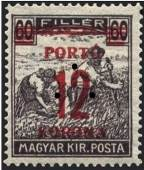 60 FILLÉR 60
PORTO
12
KORONA
MAGYAR KIR. POSTA